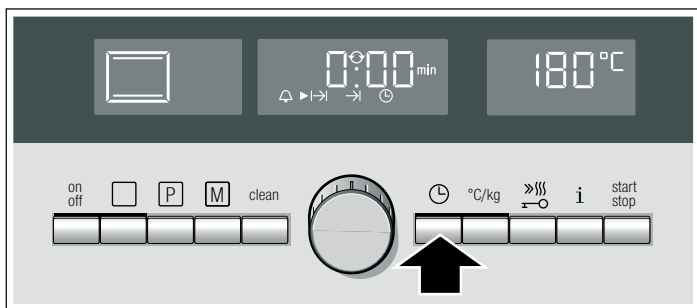 0:00 min
180°C
on
off
P
M
clean
°C/kg
i
start
stop